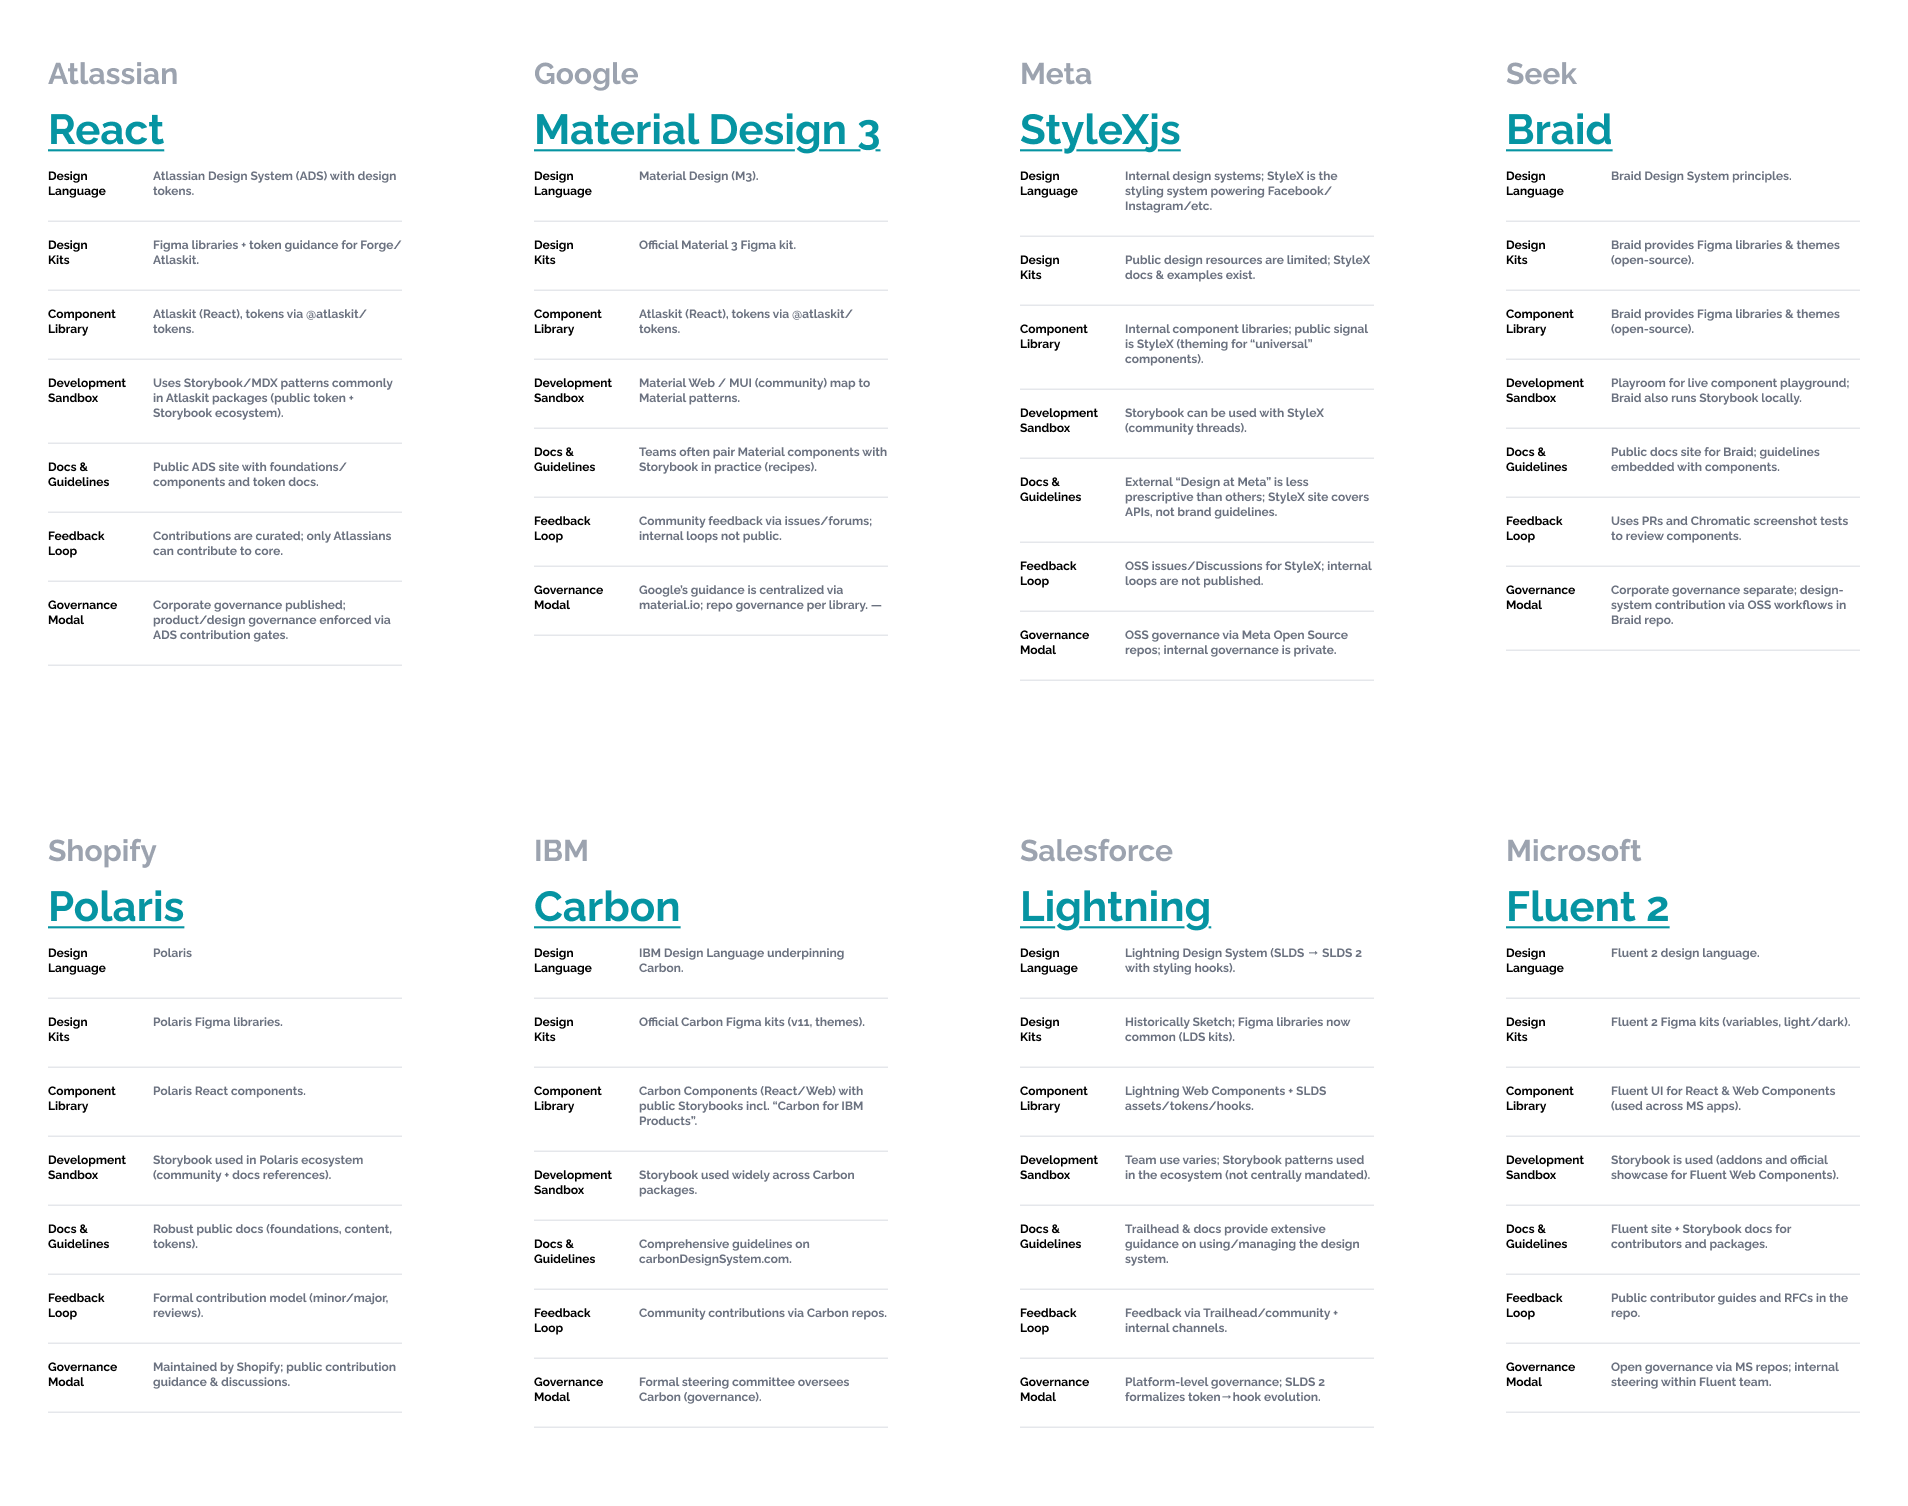 Atlassian
React
Design
Language
Atlassian Design System (ADS) with design
tokens.
Design
Kits
Figma libraries + token guidance for Forge/
Atlaskit.
Component
Library
Atlaskit (React), tokens via @atlaskit/
tokens.
Development
Sandbox
Uses Storybook/MDX patterns commonly
in Atlaskit packages (public token +
Storybook ecosystem).
Docs &
Guidelines
Public ADS site with foundations/
components and token docs.
Feedback
Loop
Contributions are curated; only Atlassians
can contribute to core.
Governance
Modal
Corporate governance published;
product/design governance enforced via
ADS contribution gates.
Google
Material Design 3
Design
Language
Material Design (M3).
Design
Kits
Official Material 3 Figma kit.
Component
Library
Atlaskit (React), tokens via @atlaskit/
tokens.
Development
Sandbox
Material Web / MUI (community) map to
Material patterns.
Docs &
Guidelines
Teams often pair Material components with
Storybook in practice (recipes).
Feedback
Loop
Community feedback via issues/forums;
internal loops not public.
Governance
Modal
Google's guidance is centralized via
material.io; repo governance per library. —
Meta
StyleXjs
Design
Language
Internal design systems; StyleX is the
styling system powering Facebook/
Instagram/etc.
Design
Kits
Public design resources are limited; StyleX
docs & examples exist.
Component
Library
Internal component libraries; public signal
is StyleX (theming for “universal”
components).
Development
Sandbox
Storybook can be used with StyleX
(community threads).
Docs &
Guidelines
External “Design at Meta” is less
prescriptive than others; StyleX site covers
APIs, not brand guidelines.
Feedback
Loop
OSS issues/Discussions for StyleX; internal
loops are not published.
Governance
Modal
OSS governance via Meta Open Source
repos; internal governance is private.
Seek
Braid
Design
Language
Braid Design System principles.
Design
Kits
Braid provides Figma libraries & themes
(open-source).
Component
Library
Braid provides Figma libraries & themes
(open-source).
Development
Sandbox
Playroom for live component playground;
Braid also runs Storybook locally.
Docs &
Guidelines
Public docs site for Braid; guidelines
embedded with components.
Feedback
Loop
Uses PRs and Chromatic screenshot tests
to review components.
Governance
Modal
Corporate governance separate; design-
system contribution via OSS workflows in
Braid repo.
Shopify
Polaris
Design
Language
Polaris
Design
Kits
Polaris Figma libraries.
Component
Library
Polaris React components.
Development
Sandbox
Storybook used in Polaris ecosystem
(community + docs references).
Docs &
Guidelines
Robust public docs (foundations, content,
tokens).
Feedback
Loop
Formal contribution model (minor/major,
reviews).
Governance
Modal
Maintained by Shopify; public contribution
guidance & discussions.
IBM
Carbon
Design
Language
IBM Design Language underpinning
Carbon.
Design
Kits
Official Carbon Figma kits (v11, themes).
Component
Library
Carbon Components (React/Web) with
public Storybooks incl. “Carbon for IBM
Products”.
Development
Sandbox
Storybook used widely across Carbon
packages.
Docs &
Guidelines
Comprehensive guidelines on
carbonDesignSystem.com.
Feedback
Loop
Community contributions via Carbon repos.
Governance
Modal
Formal steering committee oversees
Carbon (governance).
Salesforce
Lightning
Design
Language
Lightning Design System (SLDS → SLDS 2
with styling hooks).
Design
Kits
Historically Sketch; Figma libraries now
common (LDS kits).
Component
Library
Lightning Web Components + SLDS
assets/tokens/hooks.
Development
Sandbox
Team use varies; Storybook patterns used
in the ecosystem (not centrally mandated).
Docs &
Guidelines
Trailhead & docs provide extensive
guidance on using/managing the design
system.
Feedback
Loop
Feedback via Trailhead/community +
internal channels.
Governance
Modal
Platform-level governance; SLDS 2
formalizes token→hook evolution.
Microsoft
Fluent 2
Design
Language
Fluent 2 design language.
Design
Kits
Fluent 2 Figma kits (variables, light/dark).
Component
Library
Fluent UI for React & Web Components
(used across MS apps).
Development
Sandbox
Storybook is used (addons and official
showcase for Fluent Web Components).
Docs &
Guidelines
Fluent site + Storybook docs for
contributors and packages.
Feedback
Loop
Public contributor guides and RFCs in the
repo.
Governance
Modal
Open governance via MS repos; internal
steering within Fluent team.